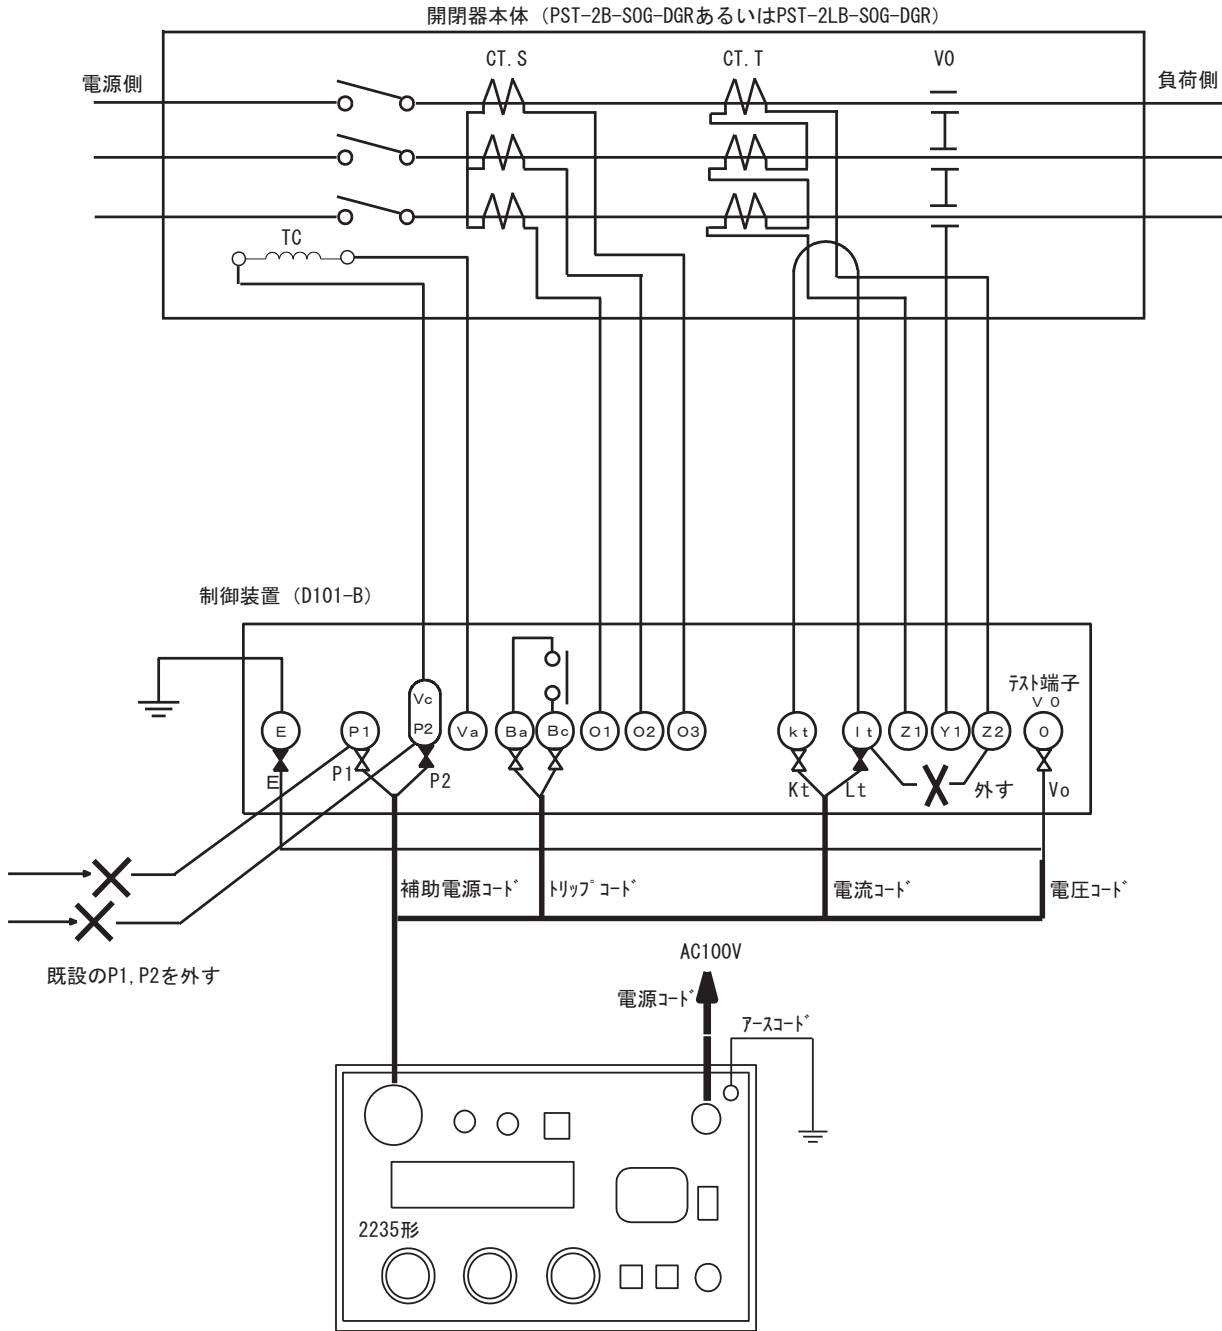 開閉器本体（PST-2B-SOG-DGRあるいはPST-2LB-SOG-DGR）
電源側
CT.S
CT.T
V0
負荷側
TC
制御装置（D101-B）
テスト端子
V0
E
P1
Vc
P2
Va
Ba
Bc
O1
O2
O3
kt
lt
Z1
Y1
Z2
0
E
P1
P2
Kt
Lt
外す
Vo
補助電源ｺｰﾄﾞ
ﾄﾘｯﾌﾟｺｰﾄﾞ
電流ｺｰﾄﾞ
電圧ｺｰﾄﾞ
既設のP1,P2を外す
AC100V
電源ｺｰﾄﾞ
ｱｰｽｺｰﾄﾞ
2235形